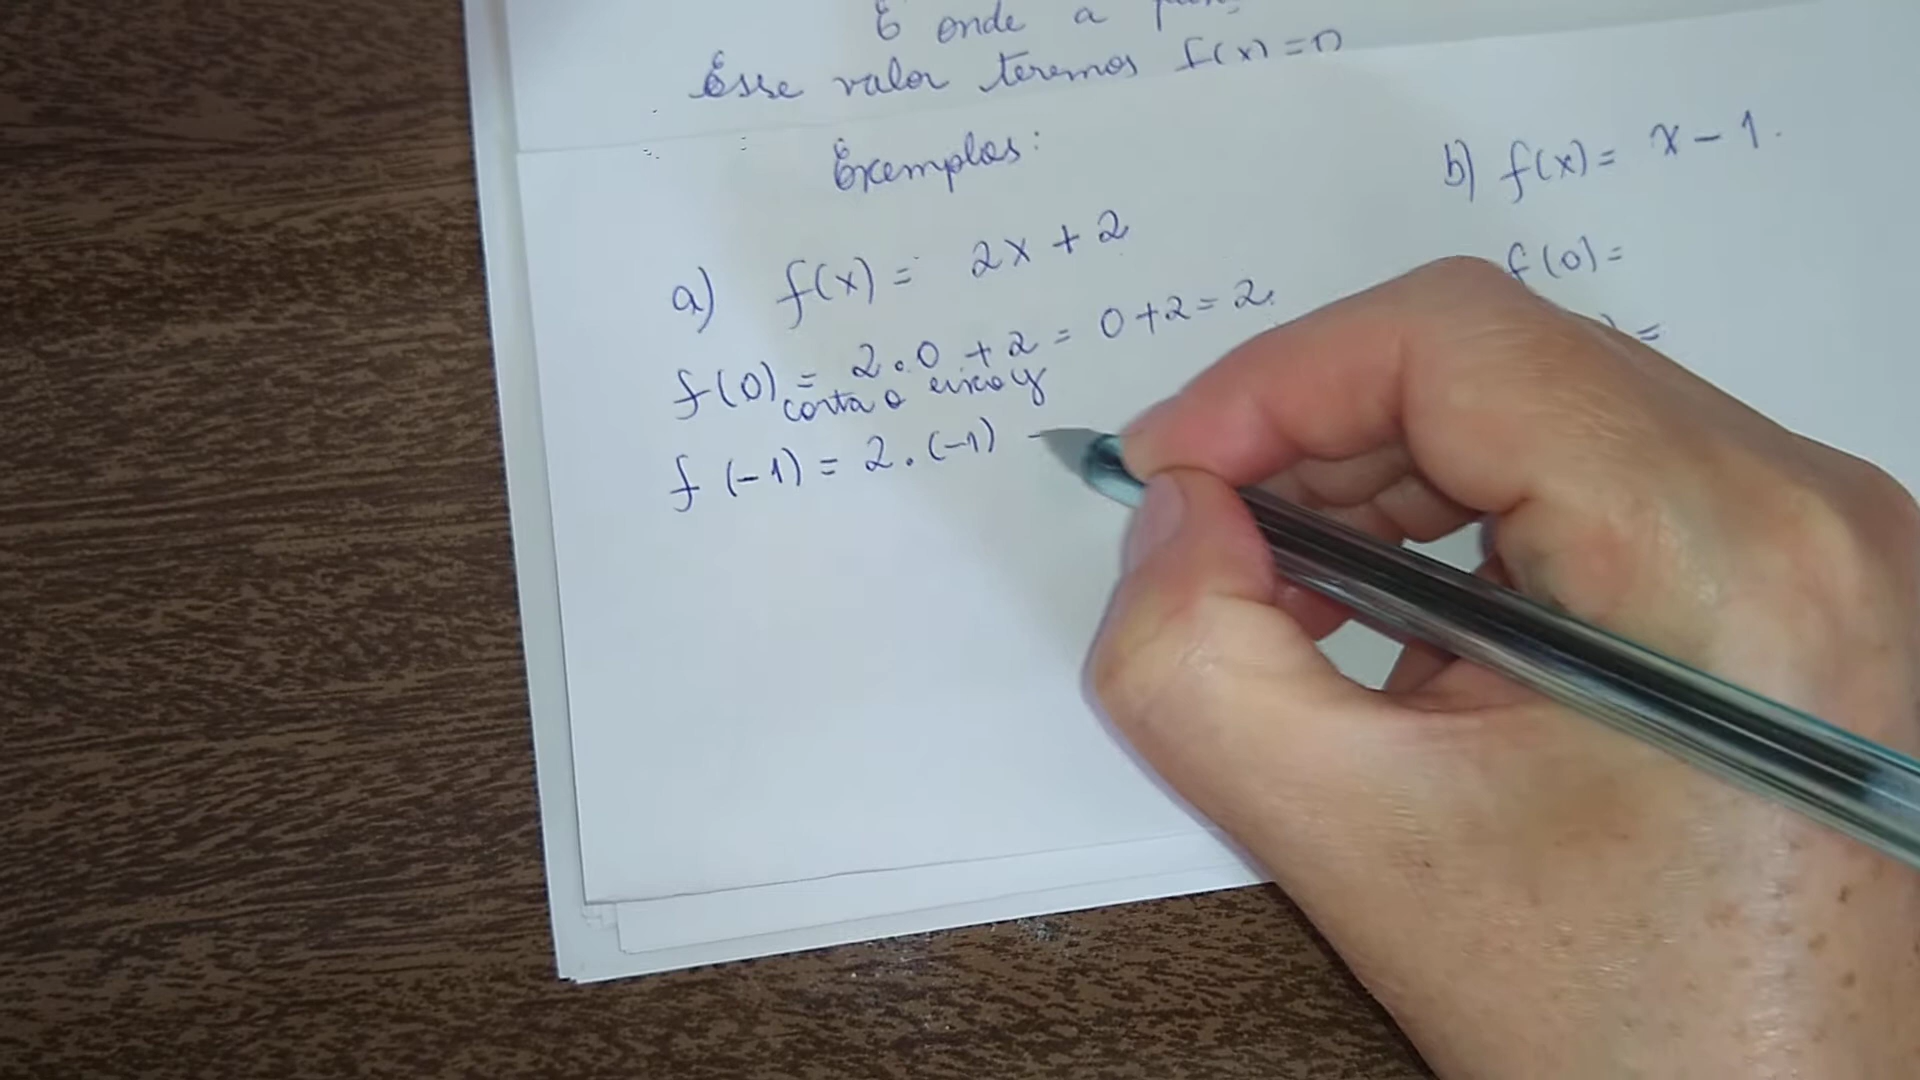 É onde a
Esse valor teremos f(x) = 0
Exemplos:
a) f(x) = 2x + 2
f(0) = 2.0 + 2 = 0+2 = 2.
corta o eixo y
f (-1) = 2 . (-1)
b) f(x) = x - 1.
f(0) =
) =